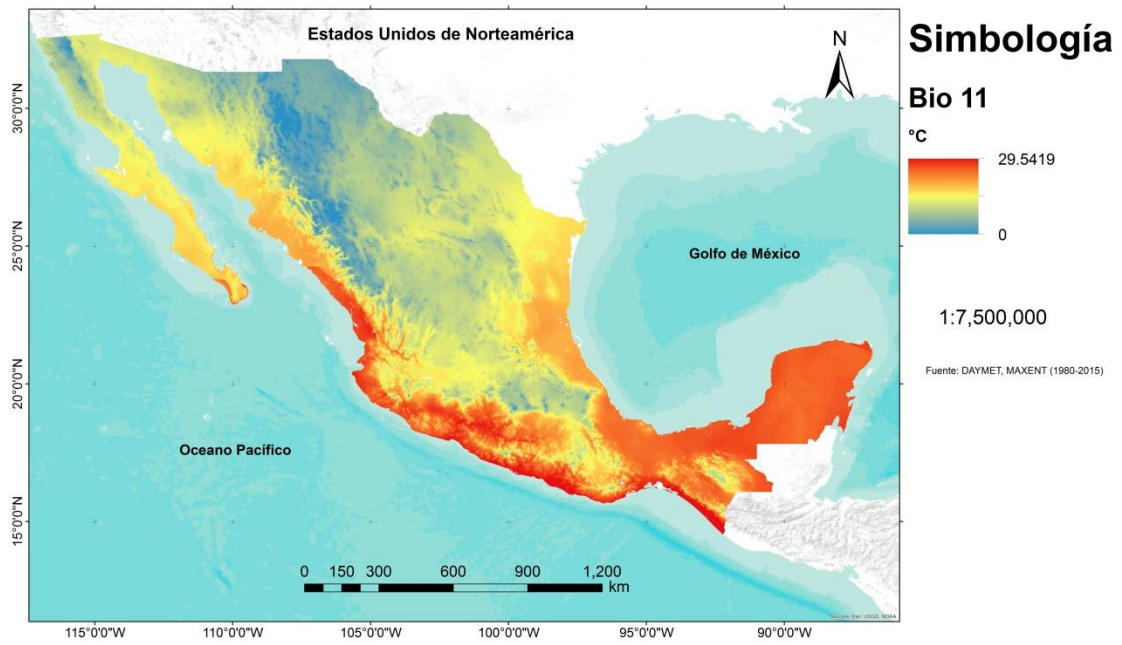 Estados Unidos de Norteamérica
N
Golfo de México
Oceano Pacífico
0 150 300 600 900 1,200
km
30°0'0"N
25°0'0"N
20°0'0"N
15°0'0"N
115°0'0"W 110°0'0"W 105°0'0"W 100°0'0"W 95°0'0"W 90°0'0"W
Simbología
Bio 11
°C
29.5419
0
1:7,500,000
Fuente: DAYMET, MAXENT (1980-2015)